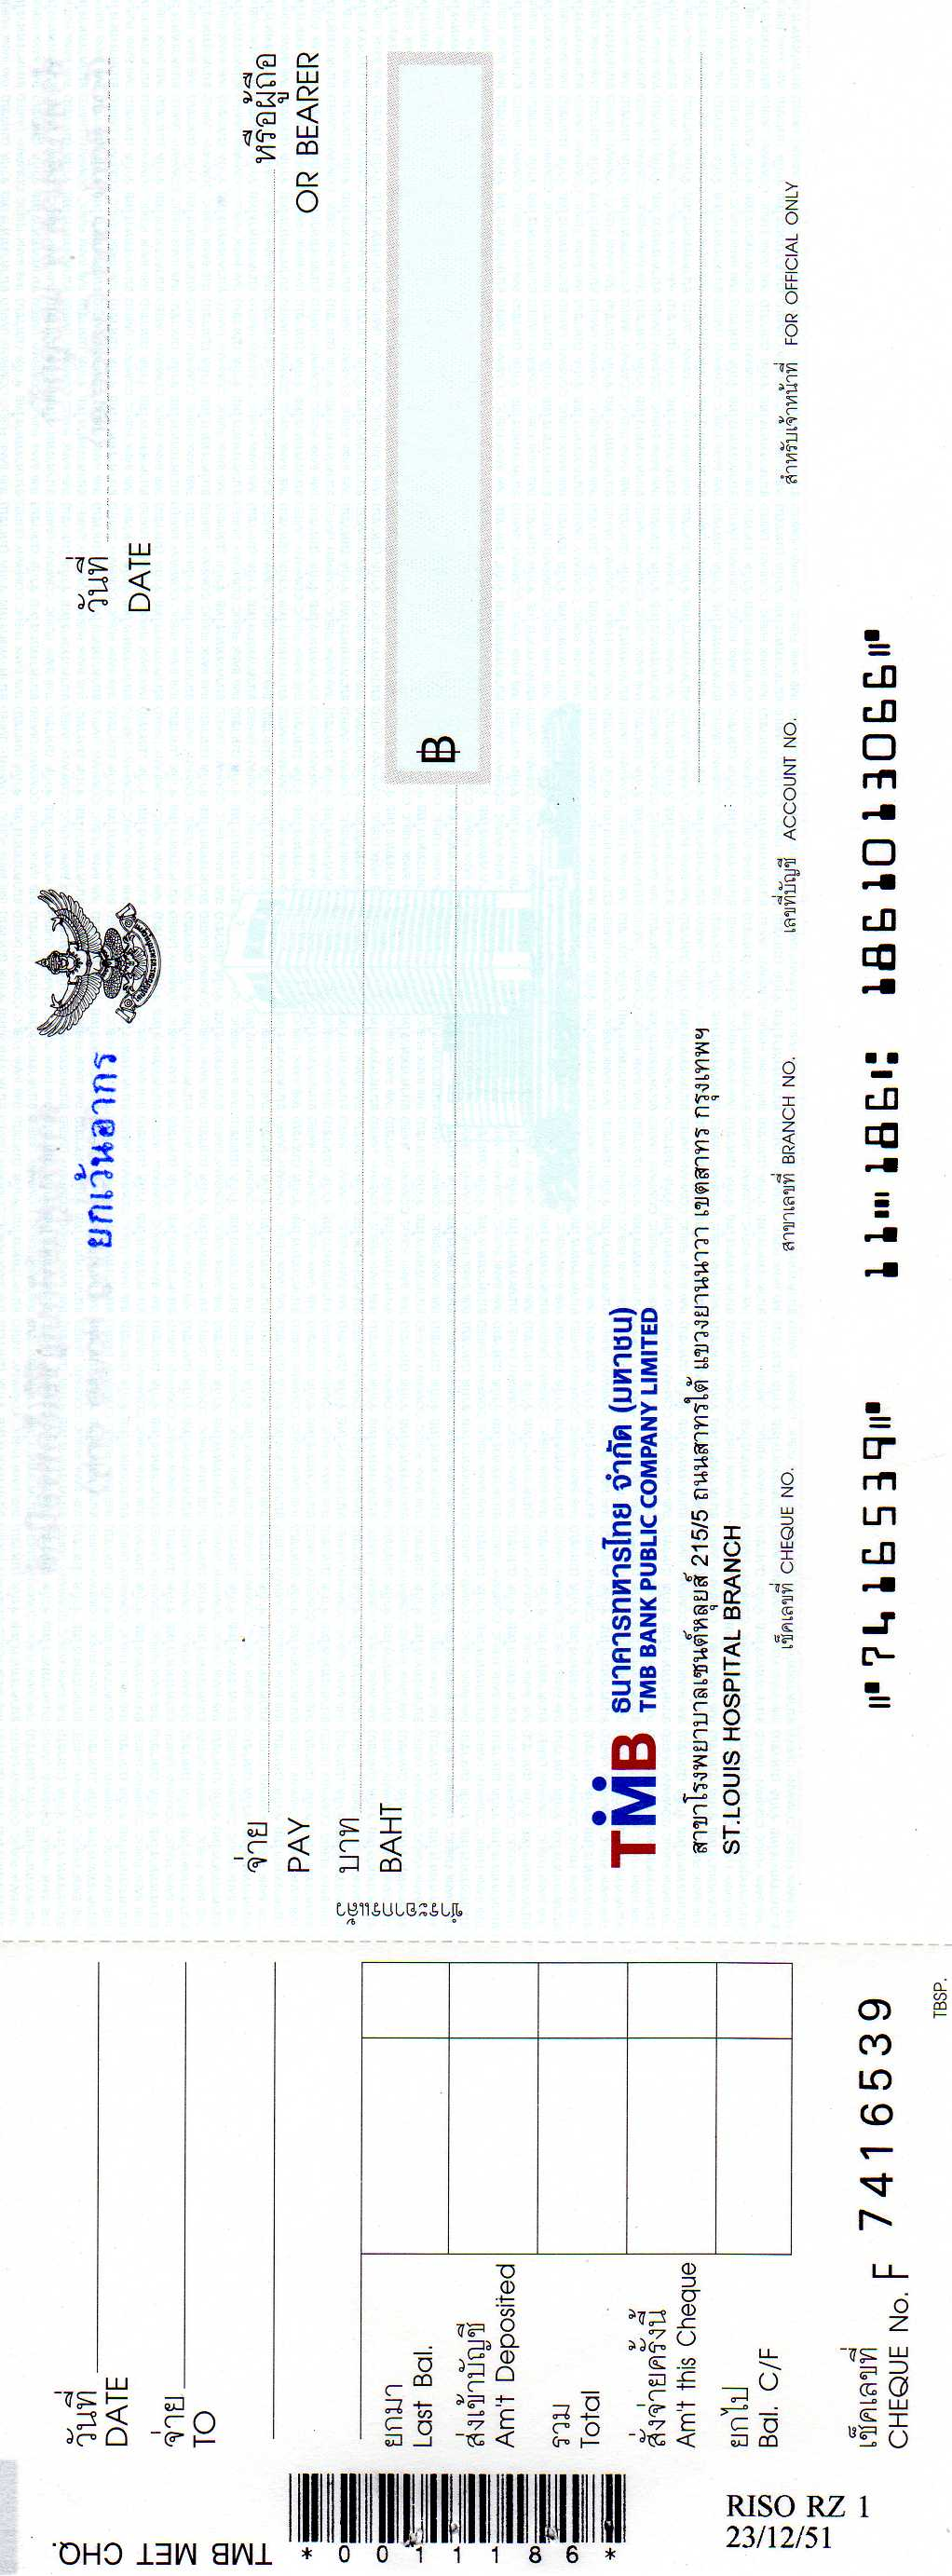 วันที่
DATE
จ่าย
TO
ยกมา
Last Bal.
ส่งเข้าบัญชี
Am't Deposited
รวม
Total
สั่งจ่ายครั้งนี้
Am't this Cheque
ยกไป
Bal. C/F
เช็คเลขที่
CHEQUE No. F 7416539
TBSP.
TMB MET CHQ.
*0011186*
RISO RZ 1
23/12/51
ยกเว้นอากร
วันที่
DATE
จ่าย
PAY
หรือผู้ถือ
OR BEARER
บาท
BAHT
฿
ชำระอากรแล้ว
TMB
ธนาคารทหารไทย จำกัด (มหาชน)
TMB BANK PUBLIC COMPANY LIMITED
สาขาโรงพยาบาลเซนต์หลุยส์ 215/5 ถนนสาทรใต้ แขวงยานนาวา เขตสาทร กรุงเทพฯ
ST.LOUIS HOSPITAL BRANCH
เช็คเลขที่ CHEQUE NO.
สาขาเลขที่ BRANCH NO.
เลขที่บัญชี ACCOUNT NO.
สำหรับเจ้าหน้าที่ FOR OFFICIAL ONLY
⑈7416539⑈ 11⑉186⑆ 1861013066⑈